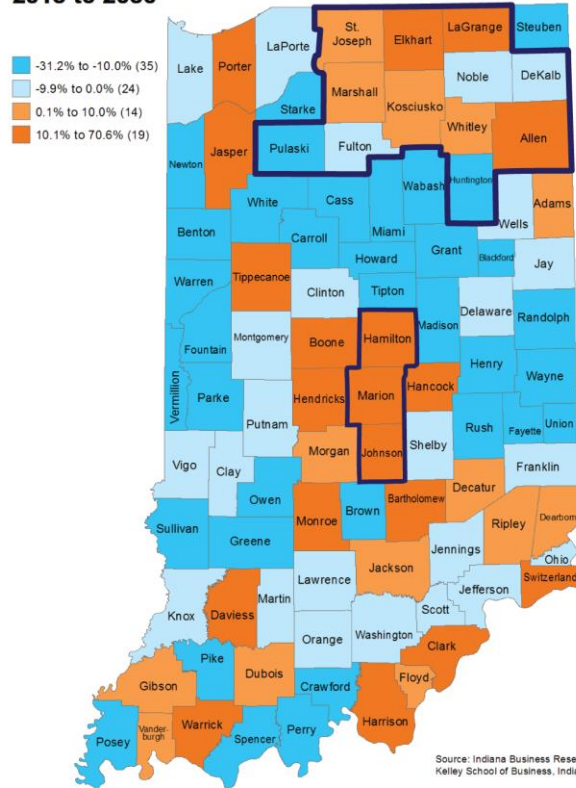 -31.2% to -10.0% (35)
-9.9% to 0.0% (24)
0.1% to 10.0% (14)
10.1% to 70.6% (19)
Lake
Porter
LaPorte
St.
Joseph
Elkhart
LaGrange
Steuben
Noble
DeKalb
Starke
Marshall
Kosciusko
Whitley
Allen
Jasper
Newton
Pulaski
Fulton
Wabash
Huntington
White
Cass
Miami
Wells
Adams
Benton
Carroll
Howard
Grant
Blackford
Jay
Warren
Tippecanoe
Clinton
Tipton
Madison
Delaware
Randolph
Fountain
Montgomery
Boone
Hamilton
Henry
Wayne
Vermillion
Parke
Hendricks
Marion
Hancock
Putnam
Rush
Fayette
Union
Vigo
Clay
Morgan
Johnson
Shelby
Franklin
Owen
Decatur
Sullivan
Greene
Monroe
Brown
Bartholomew
Ripley
Dearborn
Jennings
Ohio
Jackson
Switzerland
Jefferson
Lawrence
Knox
Daviess
Martin
Scott
Orange
Washington
Clark
Pike
Dubois
Crawford
Floyd
Gibson
Harrison
Posey
Vander-
burgh
Warrick
Spencer
Perry
Source: Indiana Business Rese
Kelley School of Business, India